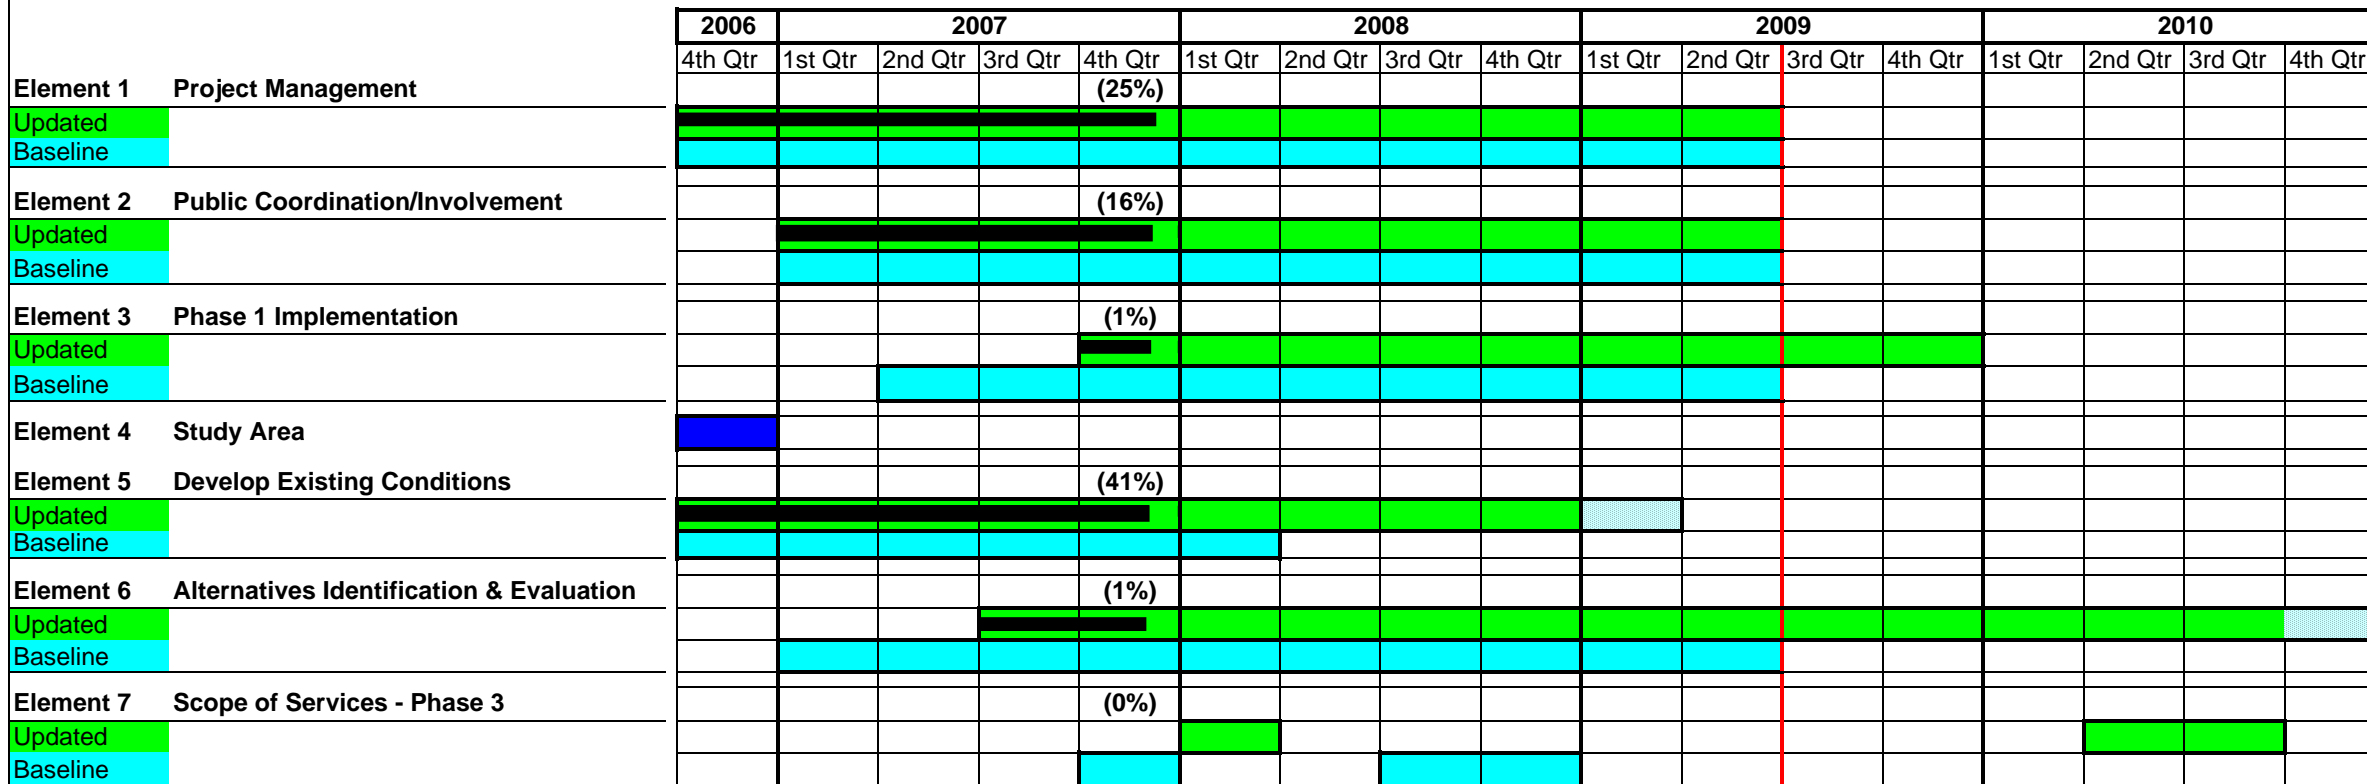 2006 2007 2008 2009 2010
4th Qtr 1st Qtr 2nd Qtr 3rd Qtr 4th Qtr 1st Qtr 2nd Qtr 3rd Qtr 4th Qtr 1st Qtr 2nd Qtr 3rd Qtr 4th Qtr 1st Qtr 2nd Qtr 3rd Qtr 4th Qtr
Element 1 Project Management (25%)
Updated
Baseline
Element 2 Public Coordination/Involvement (16%)
Updated
Baseline
Element 3 Phase 1 Implementation (1%)
Updated
Baseline
Element 4 Study Area
Element 5 Develop Existing Conditions (41%)
Updated
Baseline
Element 6 Alternatives Identification & Evaluation (1%)
Updated
Baseline
Element 7 Scope of Services - Phase 3 (0%)
Updated
Baseline